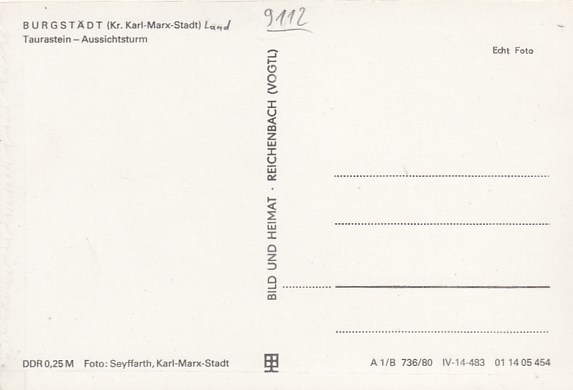 BURGSTÄDT (Kr. Karl-Marx-Stadt) Land
Taurastein – Aussichtsturm
9112
Echt Foto
BILD UND HEIMAT · REICHENBACH (VOGTL)
DDR 0,25 M Foto: Seyffarth, Karl-Marx-Stadt
A 1/B 736/80 IV-14-483 01 14 05 454